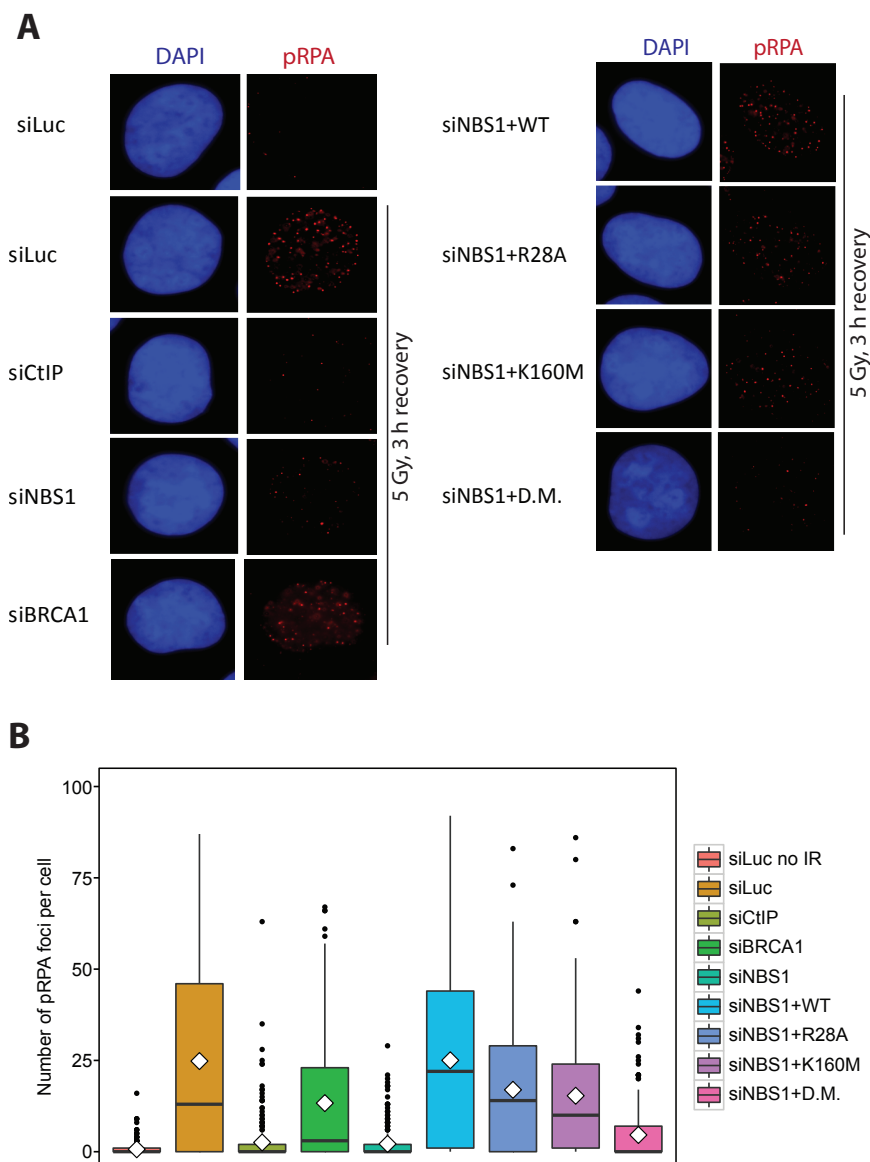 A
DAPI pRPA
siLuc
siLuc
siCtIP
siNBS1
siBRCA1
5 Gy, 3 h recovery
DAPI pRPA
siNBS1+WT
siNBS1+R28A
siNBS1+K160M
siNBS1+D.M.
5 Gy, 3 h recovery
B
Number of pRPA foci per cell
100
75
50
25
0
siLuc no IR
siLuc
siCtIP
siBRCA1
siNBS1
siNBS1+WT
siNBS1+R28A
siNBS1+K160M
siNBS1+D.M.